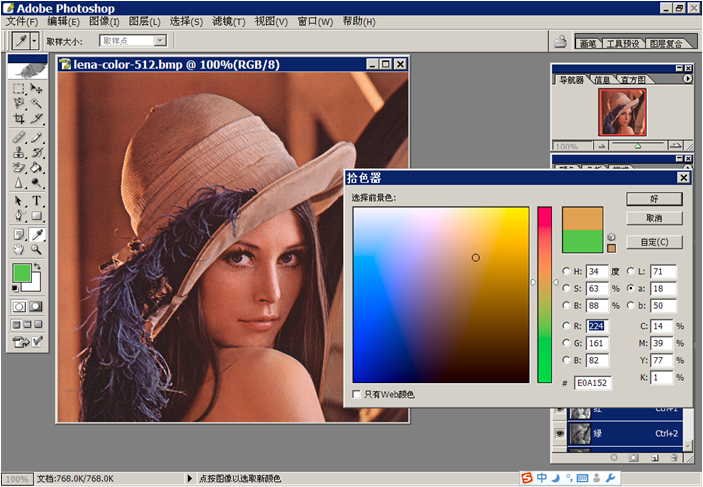 Adobe Photoshop
文件(F) 编辑(E) 图像(I) 图层(L) 选择(S) 滤镜(T) 视图(V) 窗口(W) 帮助(H)
取样大小: 取样点
画笔 工具预设 图层复合
lena-color-512.bmp @ 100%(RGB/8)
导航器 信息 直方图
100%
拾色器
选择前景色:
好
取消
自定(C)
H: 34 度 L: 71
S: 63 % a: 18
B: 88 % b: 50
R: 224 C: 14 %
G: 161 M: 39 %
B: 82 Y: 77 %
# E0A152 K: 1 %
只有Web颜色
红 Ctrl+1
绿 Ctrl+2
100% 文档:768.0K/768.0K 点按图像以选取新颜色
中